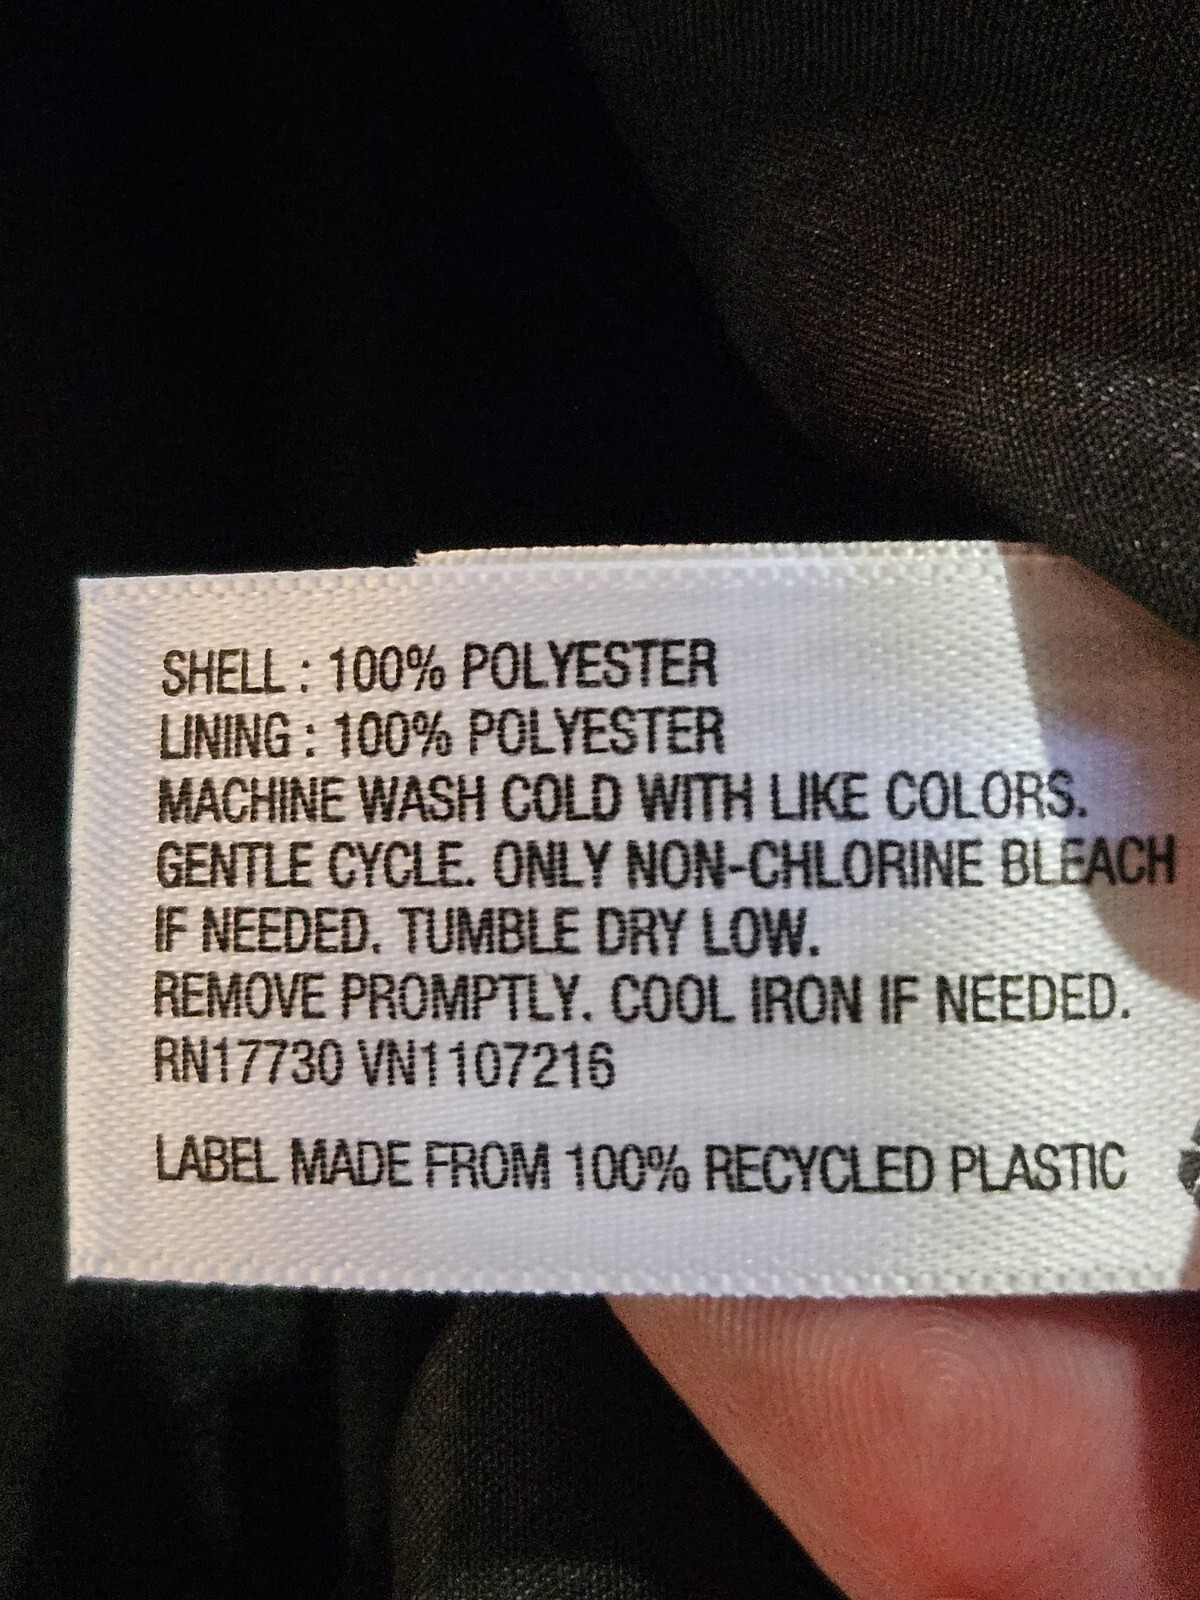 SHELL : 100% POLYESTER
LINING : 100% POLYESTER
MACHINE WASH COLD WITH LIKE COLORS.
GENTLE CYCLE. ONLY NON-CHLORINE BLEACH
IF NEEDED. TUMBLE DRY LOW.
REMOVE PROMPTLY. COOL IRON IF NEEDED.
RN17730 VN1107216
LABEL MADE FROM 100% RECYCLED PLASTIC